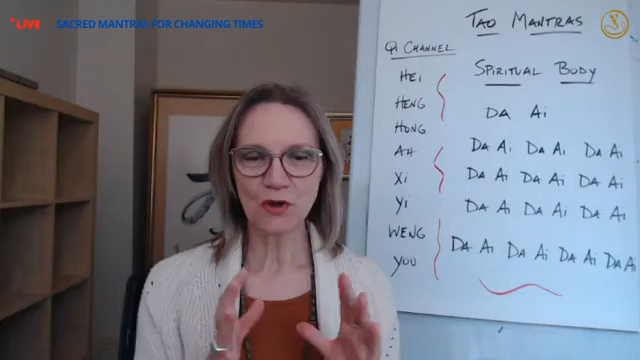 LIVE SACRED MANTRAS FOR CHANGING TIMES
TAO MANTRAS
QI CHANNEL
HEI
HENG
HONG
AH
XI
YI
WENG
YOU
SPIRITUAL BODY
DA AI
DA AI DA AI DA AI
DA AI DA AI DA AI
DA AI DA AI DA AI
DA AI DA AI DA AI DA AI